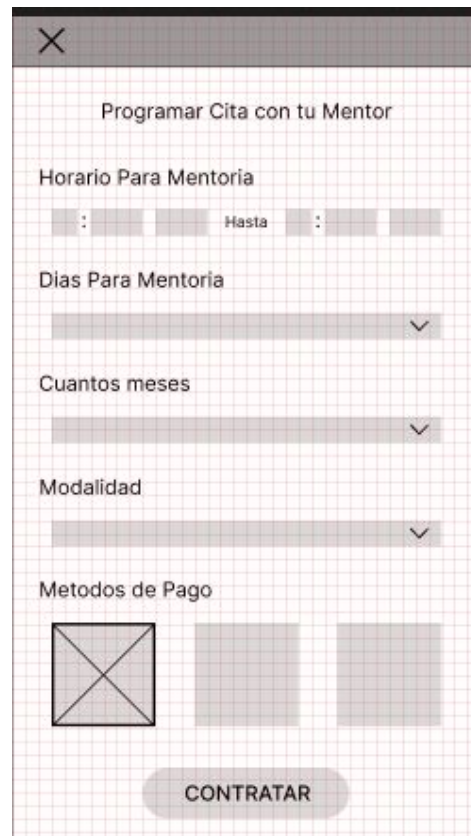 Programar Cita con tu Mentor
Horario Para Mentoria
: Hasta :
Dias Para Mentoria
Cuantos meses
Modalidad
Metodos de Pago
CONTRATAR